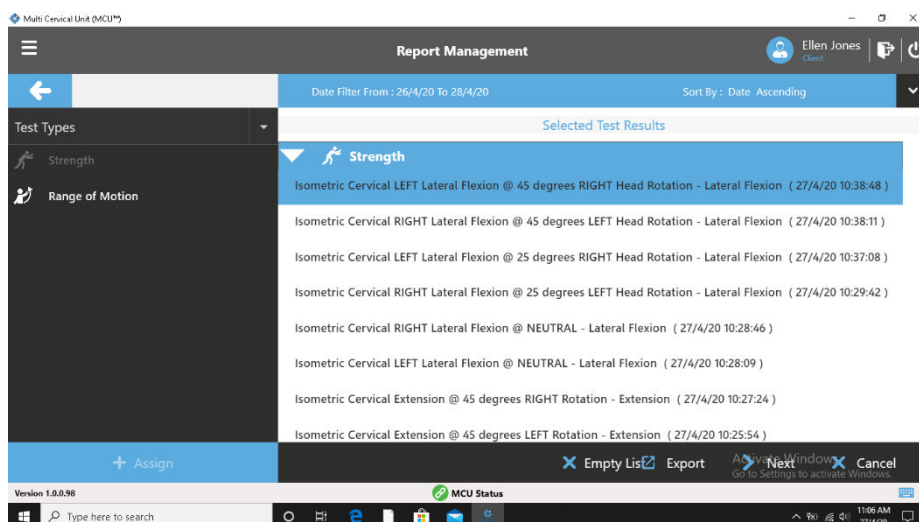 Multi Cervical Unit (MCU™)
Report Management
Ellen Jones
Client
Date Filter From : 26/4/20 To 28/4/20
Sort By : Date Ascending
Test Types
Selected Test Results
Strength
Range of Motion
Strength
Isometric Cervical LEFT Lateral Flexion @ 45 degrees RIGHT Head Rotation - Lateral Flexion ( 27/4/20 10:38:48 )
Isometric Cervical RIGHT Lateral Flexion @ 45 degrees LEFT Head Rotation - Lateral Flexion ( 27/4/20 10:38:11 )
Isometric Cervical LEFT Lateral Flexion @ 25 degrees RIGHT Head Rotation - Lateral Flexion ( 27/4/20 10:37:08 )
Isometric Cervical RIGHT Lateral Flexion @ 25 degrees LEFT Head Rotation - Lateral Flexion ( 27/4/20 10:29:42 )
Isometric Cervical RIGHT Lateral Flexion @ NEUTRAL - Lateral Flexion ( 27/4/20 10:28:46 )
Isometric Cervical LEFT Lateral Flexion @ NEUTRAL - Lateral Flexion ( 27/4/20 10:28:09 )
Isometric Cervical Extension @ 45 degrees RIGHT Rotation - Extension ( 27/4/20 10:27:24 )
Isometric Cervical Extension @ 45 degrees LEFT Rotation - Extension ( 27/4/20 10:25:54 )
+ Assign
Empty List
Export
Next
Cancel
Activate Windows
Go to Settings to activate Windows.
Version 1.0.0.98
MCU Status
Type here to search
11:06 AM
27/4/20